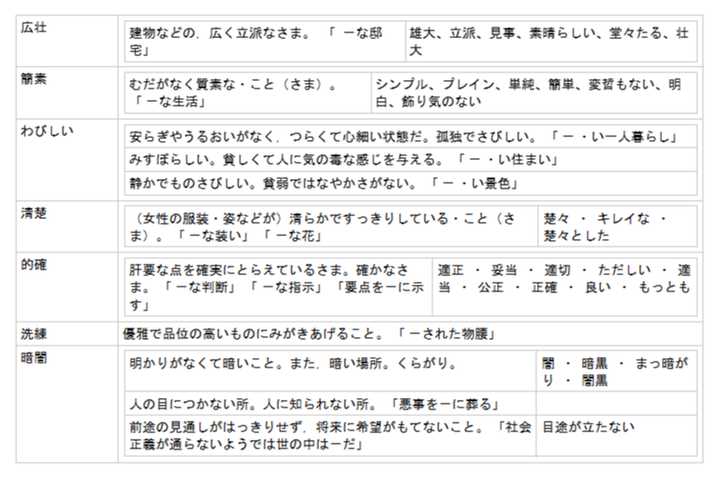 広壮
建物などの、広く立派なさま。 「 ーな邸
宅」
雄大、立派、見事、素晴らしい、堂々たる、壮
大
簡素
むだがなく質素な・こと（さま）。
「 ーな生活」
シンプル、プレイン、単純、簡単、変哲もない、明
白、飾り気のない
わびしい
安らぎやうるおいがなく、つらくて心細い状態だ。孤独でさびしい。 「 ー ・い一人暮らし」
みすぼらしい。貧しくて人に気の毒な感じを与える。 「 ー ・い住まい」
静かでものさびしい。貧弱ではなやかさがない。 「 ー ・い景色」
清楚
（女性の服装・姿などが）清らかですっきりしている・こと（さ
ま）。 「 ーな装い」 「 ーな花」
楚々 ・ キレイな ・
楚々とした
的確
肝要な点を確実にとらえているさま。確かなさ
ま。 「 ーな判断」 「 ーな指示」 「要点をーに示
す」
適正 ・ 妥当 ・ 適切 ・ ただしい ・ 適
当 ・ 公正 ・ 正確 ・ 良い ・ もっとも
洗練
優雅で品位の高いものにみがきあげること。 「 ーされた物腰」
暗闇
明かりがなくて暗いこと。また、暗い場所。くらがり。
闇 ・ 暗黒 ・ まっ暗が
り ・ 闇黒
人の目につかない所。人に知られない所。 「悪事をーに葬る」
前途の見通しがはっきりせず、将来に希望がもてないこと。 「社会
正義が通らないようでは世の中はーだ」
目途が立たない